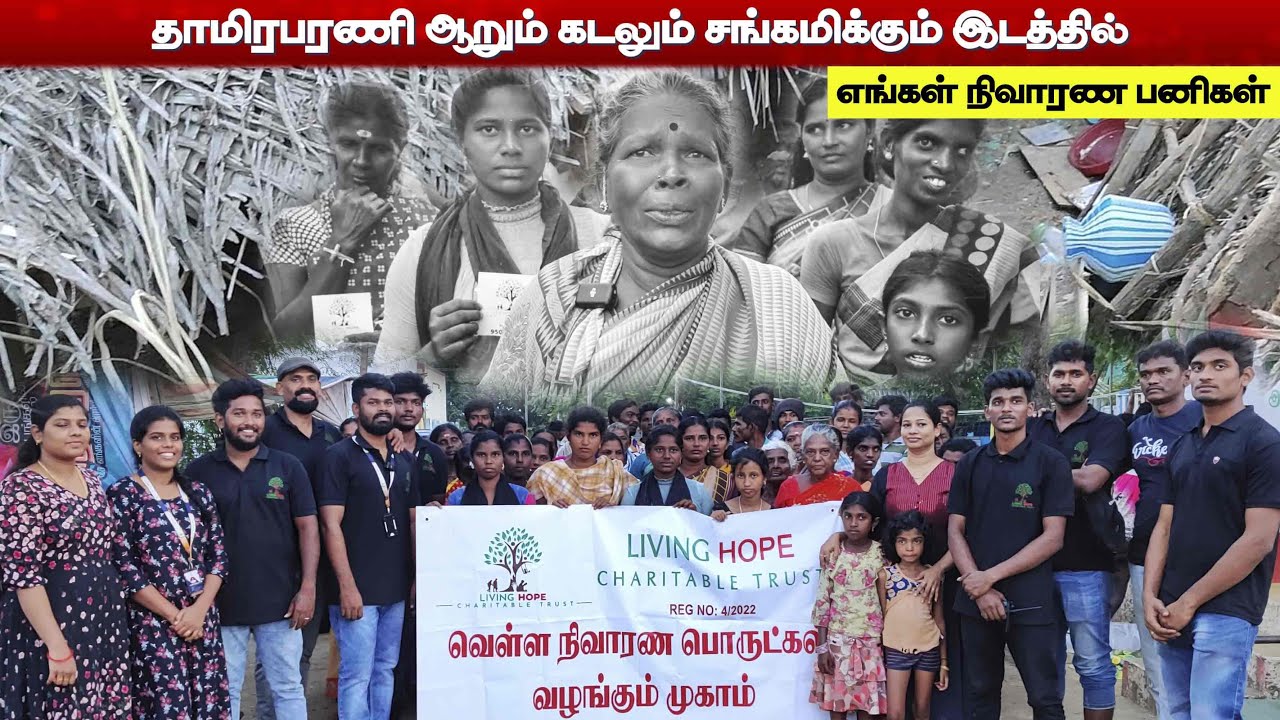 தாமிரபரணி ஆறும் கடலும் சங்கமிக்கும் இடத்தில்
எங்கள் நிவாரண பனிகள்
950
LIVING HOPE
CHARITABLE TRUST
LIVING HOPE
CHARITABLE TRUST
REG NO: 4/2022
வெள்ள நிவாரண பொருட்கள்
வழங்கும் முகாம்